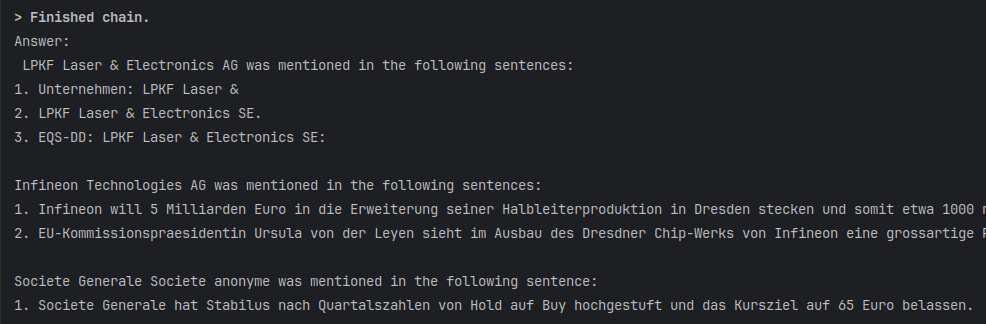 > Finished chain.
Answer:
LPKF Laser & Electronics AG was mentioned in the following sentences:
1. Unternehmen: LPKF Laser &
2. LPKF Laser & Electronics SE.
3. EQS-DD: LPKF Laser & Electronics SE:
Infineon Technologies AG was mentioned in the following sentences:
1. Infineon will 5 Milliarden Euro in die Erweiterung seiner Halbleiterproduktion in Dresden stecken und somit etwa 1000
2. EU-Kommissionspraesidentin Ursula von der Leyen sieht im Ausbau des Dresdner Chip-Werks von Infineon eine grossartige
Societe Generale Societe anonyme was mentioned in the following sentence:
1. Societe Generale hat Stabilus nach Quartalszahlen von Hold auf Buy hochgestuft und das Kursziel auf 65 Euro belassen.